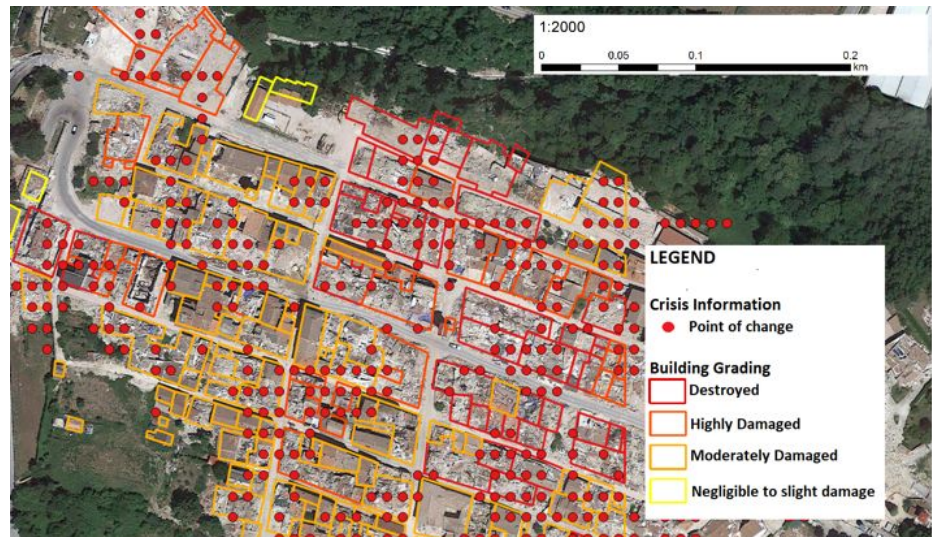 1:2000
0 0.05 0.1 0.2
km
LEGEND
Crisis Information
Point of change
Building Grading
Destroyed
Highly Damaged
Moderately Damaged
Negligible to slight damage